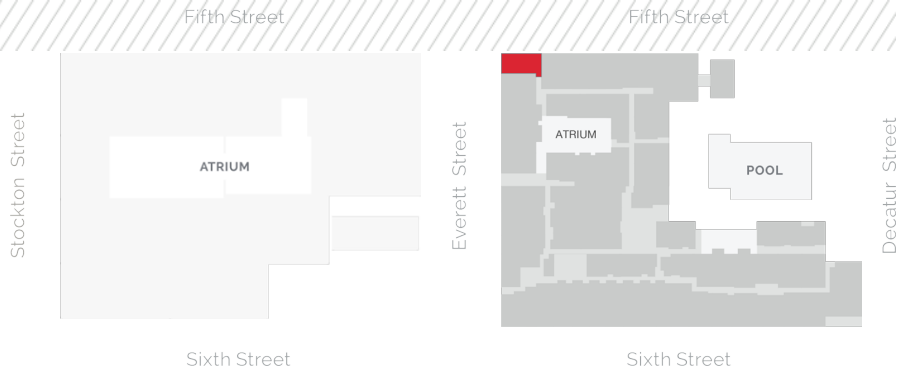 Fifth Street
Fifth Street
Stockton Street
ATRIUM
Everett Street
ATRIUM
POOL
Decatur Street
Sixth Street
Sixth Street